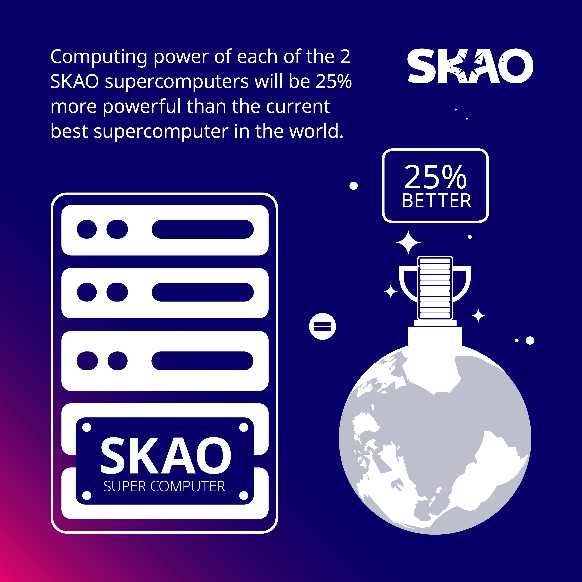 Computing power of each of the 2
SKAO supercomputers will be 25%
more powerful than the current
best supercomputer in the world.
SKAO
25%
BETTER
SKAO
SUPER COMPUTER